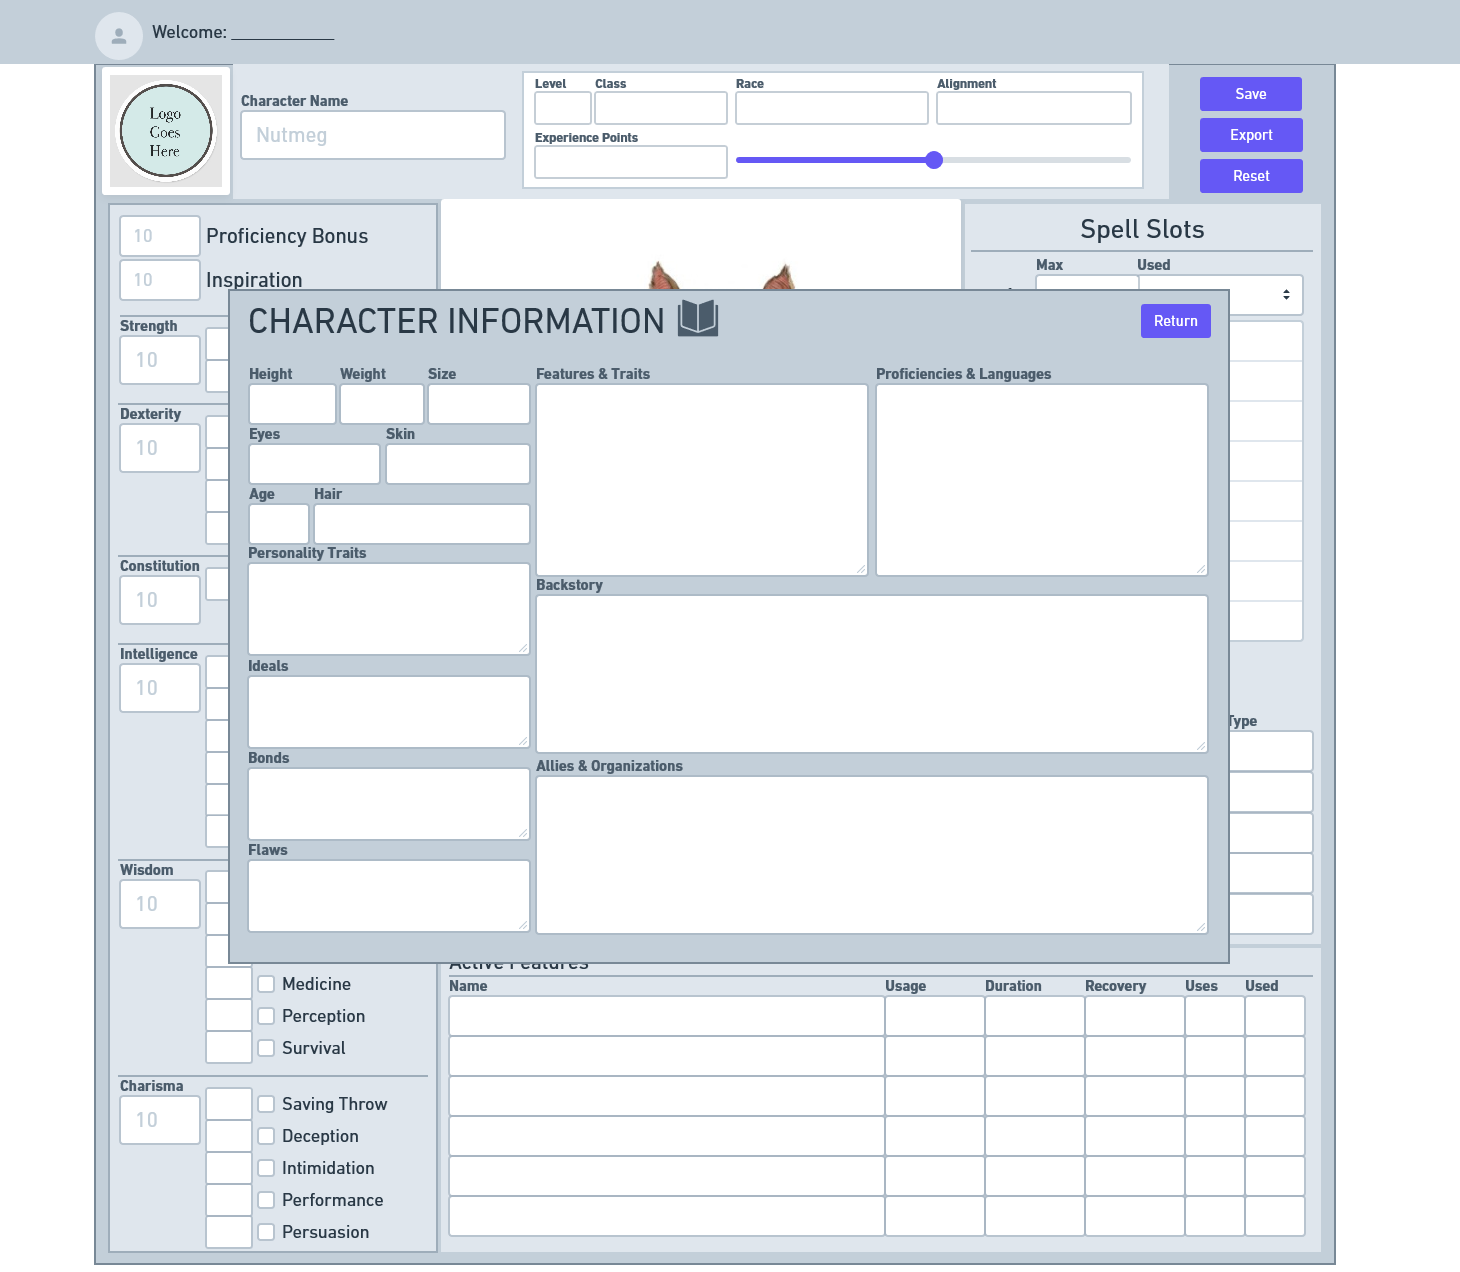 Welcome: ___________
Logo
Goes
Here
Character Name
Nutmeg
Level Class Race Alignment
Experience Points
Save
Export
Reset
10 Proficiency Bonus
10 Inspiration
Strength
10
Dexterity
10
Constitution
10
Intelligence
10
Wisdom
10
Medicine
Perception
Survival
Charisma
10
Saving Throw
Deception
Intimidation
Performance
Persuasion
Spell Slots
Max Used
CHARACTER INFORMATION
Return
Height Weight Size
Eyes Skin
Age Hair
Personality Traits
Ideals
Bonds
Flaws
Features & Traits
Proficiencies & Languages
Backstory
Allies & Organizations
Type
Active Features
Name Usage Duration Recovery Uses Used